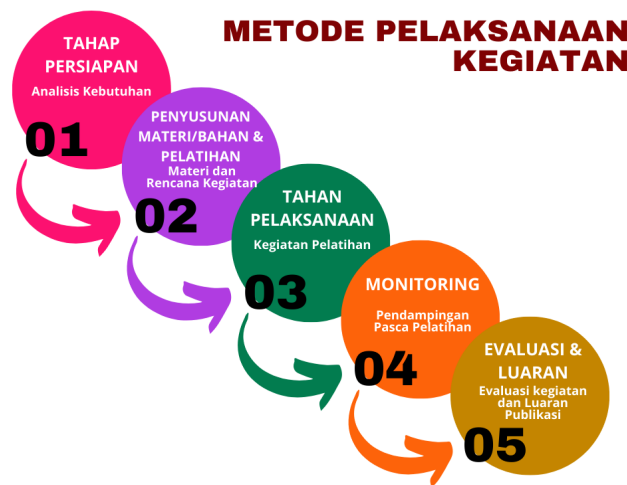 METODE PELAKSANAAN
KEGIATAN
TAHAP
PERSIAPAN
Analisis Kebutuhan
01
PENYUSUNAN
MATERI/BAHAN &
PELATIHAN
Materi dan
Rencana Kegiatan
02
TAHAN
PELAKSANAAN
Kegiatan Pelatihan
03
MONITORING
Pendampingan
Pasca Pelatihan
04
EVALUASI &
LUARAN
Evaluasi kegiatan
dan Luaran
Publikasi
05